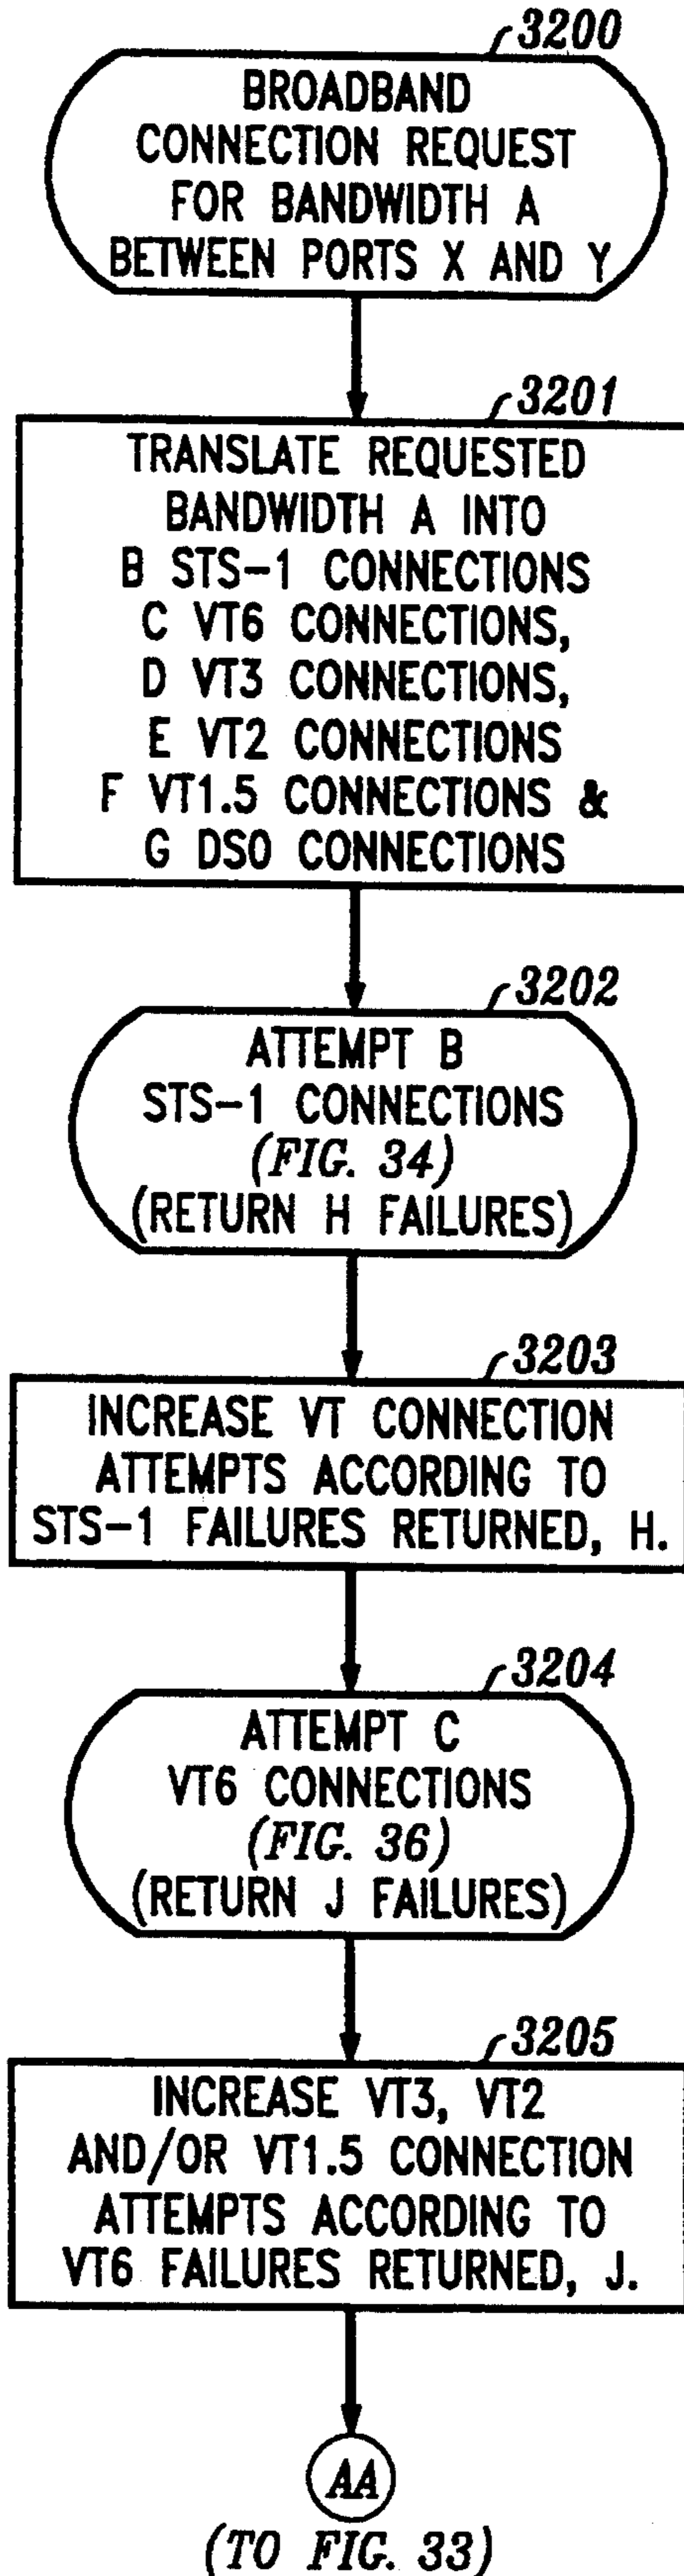 3200
BROADBAND
CONNECTION REQUEST
FOR BANDWIDTH A
BETWEEN PORTS X AND Y
3201
TRANSLATE REQUESTED
BANDWIDTH A INTO
B STS-1 CONNECTIONS
C VT6 CONNECTIONS,
D VT3 CONNECTIONS,
E VT2 CONNECTIONS
F VT1.5 CONNECTIONS &
G DS0 CONNECTIONS
3202
ATTEMPT B
STS-1 CONNECTIONS
(FIG. 34)
(RETURN H FAILURES)
3203
INCREASE VT CONNECTION
ATTEMPTS ACCORDING TO
STS-1 FAILURES RETURNED, H.
3204
ATTEMPT C
VT6 CONNECTIONS
(FIG. 36)
(RETURN J FAILURES)
3205
INCREASE VT3, VT2
AND/OR VT1.5 CONNECTION
ATTEMPTS ACCORDING TO
VT6 FAILURES RETURNED, J.
AA
(TO FIG. 33)